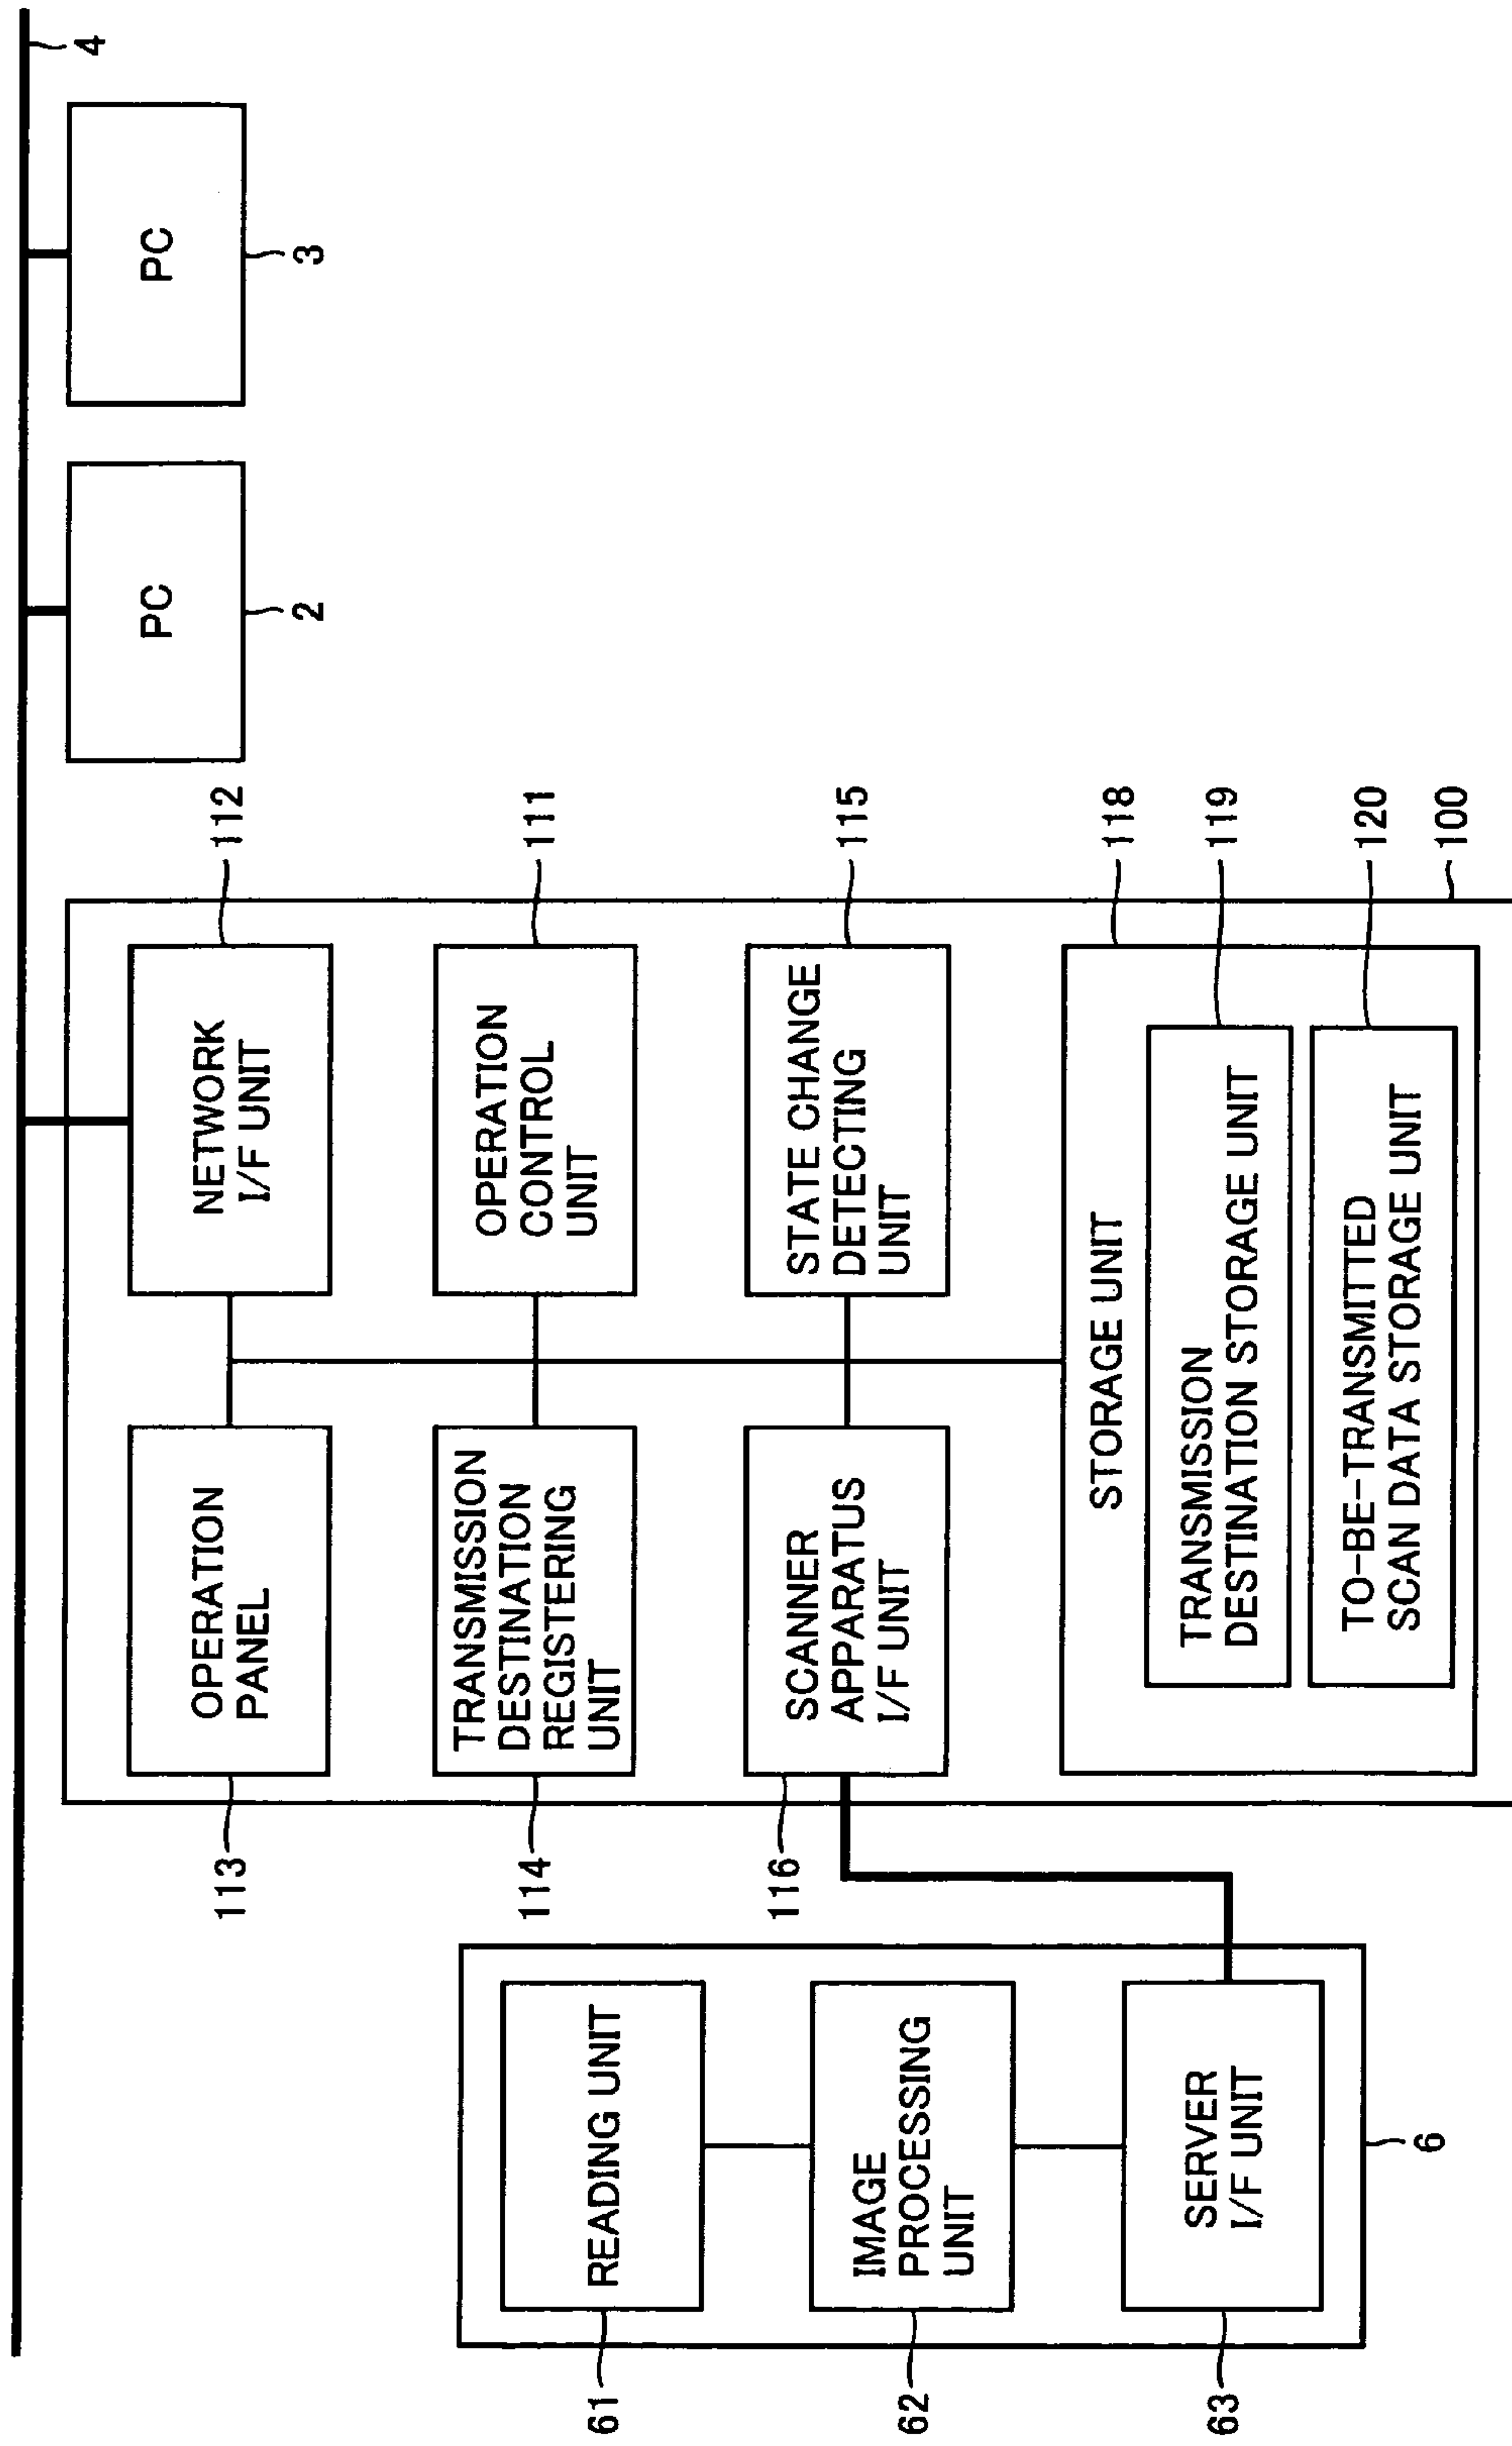 4
PC
3
PC
2
112
NETWORK
I/F UNIT
OPERATION
PANEL
113
111
OPERATION
CONTROL
UNIT
TRANSMISSION
DESTINATION
REGISTERING
UNIT
114
115
STATE CHANGE
DETECTING
UNIT
SCANNER
APPARATUS
I/F UNIT
116
118
STORAGE UNIT
119
TRANSMISSION
DESTINATION STORAGE UNIT
120
TO-BE-TRANSMITTED
SCAN DATA STORAGE UNIT
100
READING UNIT
61
IMAGE
PROCESSING
UNIT
62
SERVER
I/F UNIT
63
6